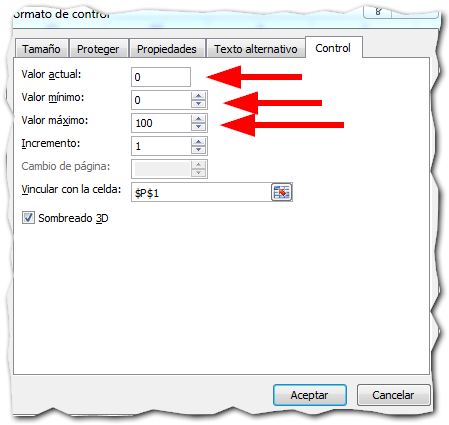 ormato de control
Tamaño Proteger Propiedades Texto alternativo Control
Valor actual: 0
Valor mínimo: 0
Valor máximo: 100
Incremento: 1
Cambio de página:
Vincular con la celda: $P$1
Sombreado 3D
Aceptar Cancelar